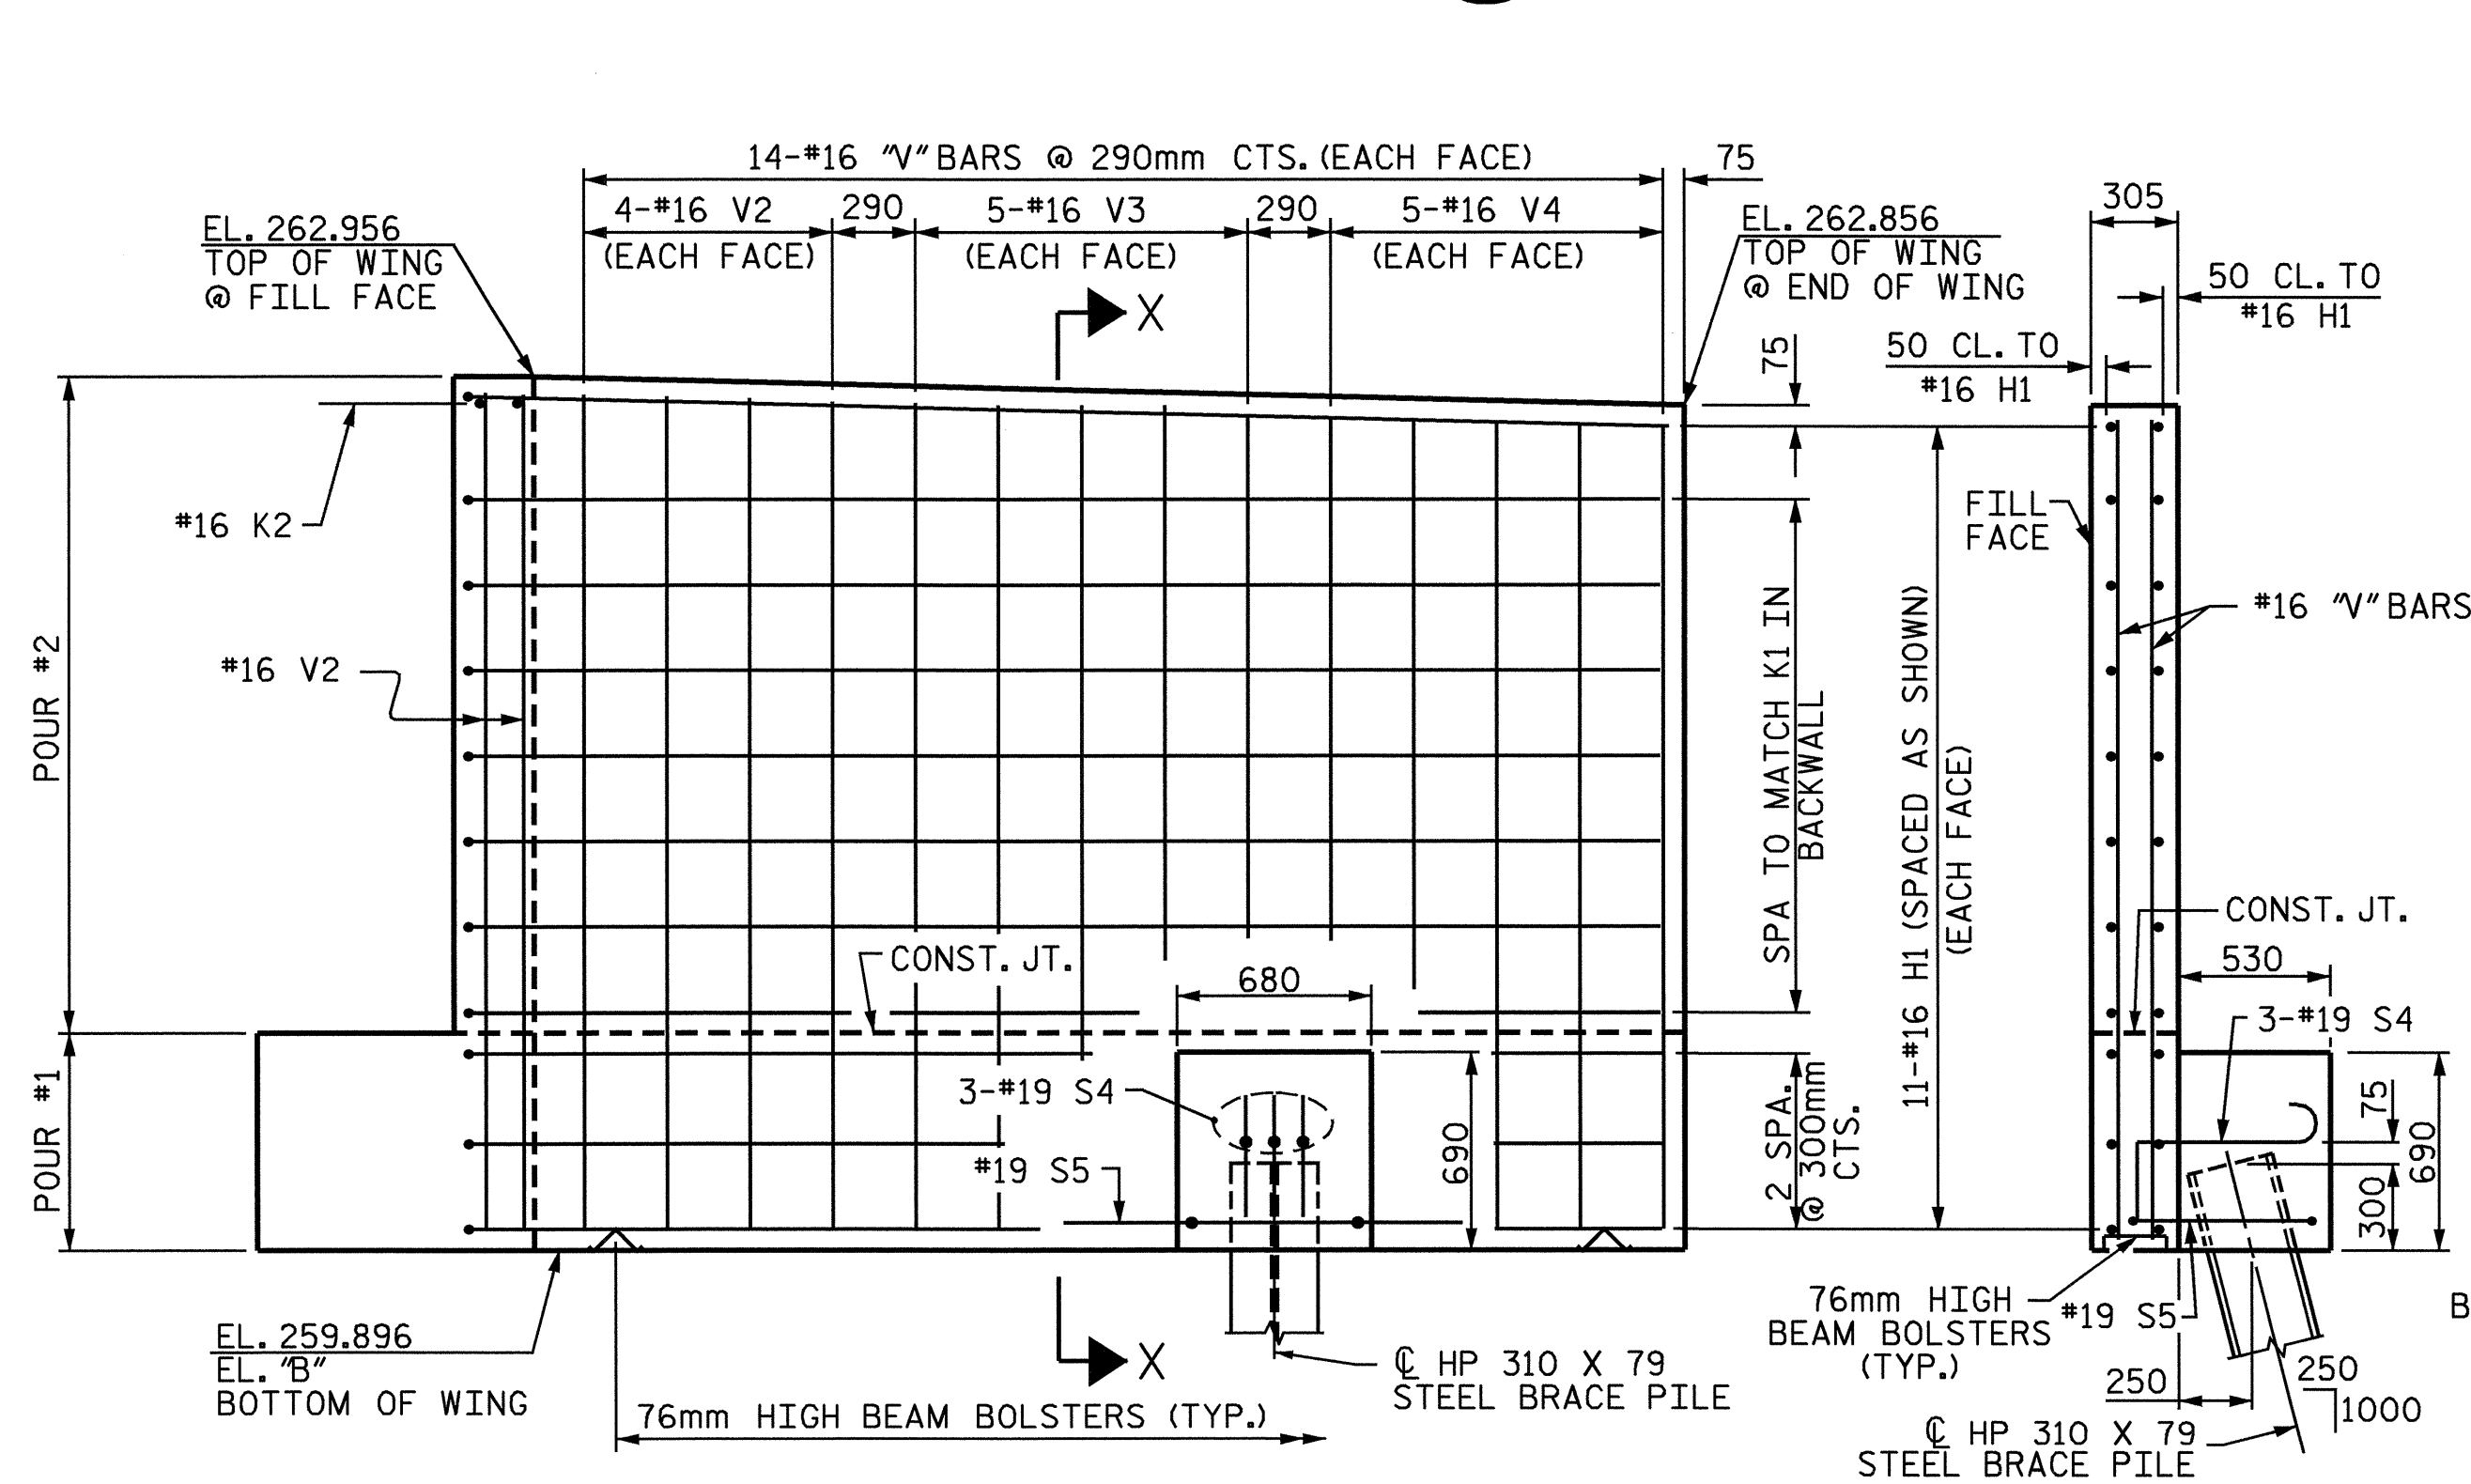 14-#16 "V" BARS @ 290mm CTS. (EACH FACE)
75
4-#16 V2
(EACH FACE)
290
5-#16 V3
(EACH FACE)
290
5-#16 V4
(EACH FACE)
EL. 262.956
TOP OF WING
@ FILL FACE
EL. 262.856
TOP OF WING
@ END OF WING
X
75
#16 K2
#16 V2
POUR #2
POUR #1
CONST. JT.
680
3-#19 S4
#19 S5
690
SPA TO MATCH K1 IN
BACKWALL
2 SPA.
@ 300mm
CTS.
11-#16 H1 (SPACED AS SHOWN)
(EACH FACE)
EL. 259.896
EL. "B"
BOTTOM OF WING
X
76mm HIGH BEAM BOLSTERS (TYP.)
℄ HP 310 X 79
STEEL BRACE PILE
305
50 CL. TO
#16 H1
50 CL. TO
#16 H1
FILL
FACE
#16 "V" BARS
CONST. JT.
530
3-#19 S4
75
690
300
76mm HIGH
BEAM BOLSTERS
(TYP.)
#19 S5
250
250
1000
℄ HP 310 X 79
STEEL BRACE PILE
B